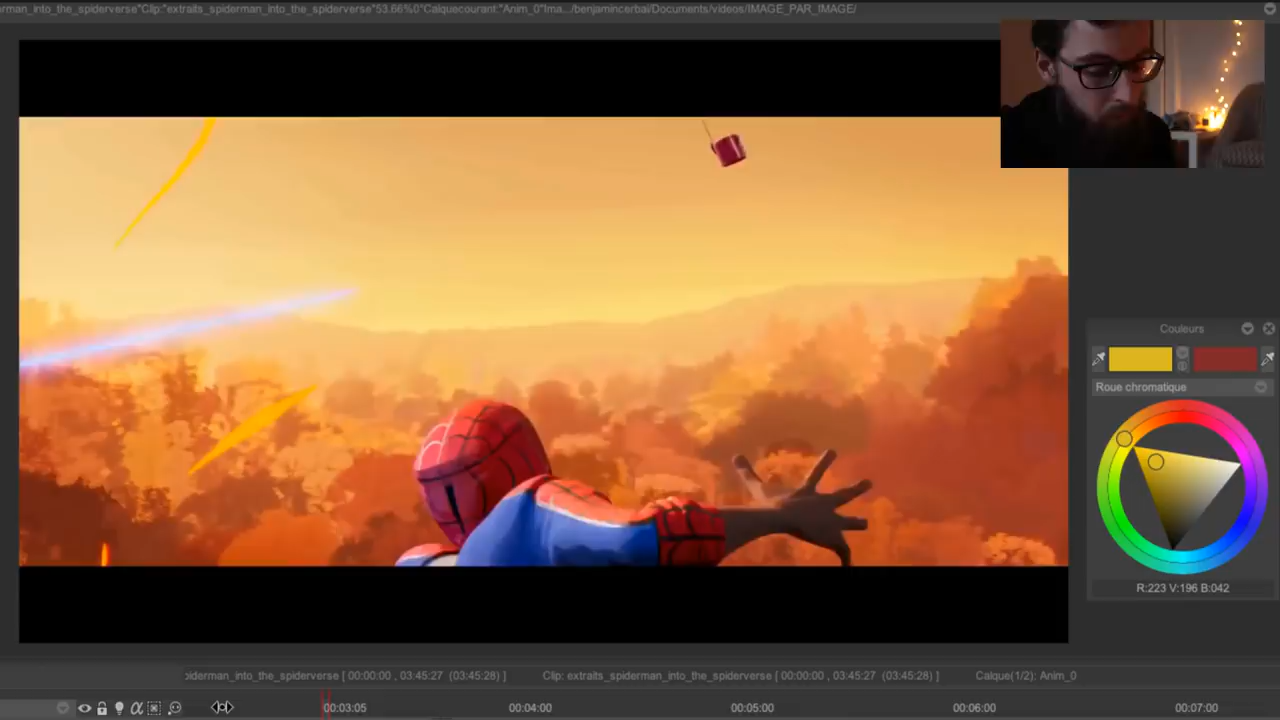 rman_into_the_spiderverse"Clip:"extraits_spiderman_into_the_spiderverse"53.66%0"Calquecourant:"Anim_0"Ima.../benjamincerbai/Documents/videos/IMAGE_PAR_IMAGE/
Couleurs
Roue chromatique
R:223 V:196 B:042
iderman_into_the_spiderverse [ 00:00:00 , 03:45:27 (03:45:28) ]
Clip: extraits_spiderman_into_the_spiderverse [ 00:00:00 , 03:45:27 (03:45:28) ]
Calque(1/2): Anim_0
00:03:05
00:04:00
00:05:00
00:06:00
00:07:00